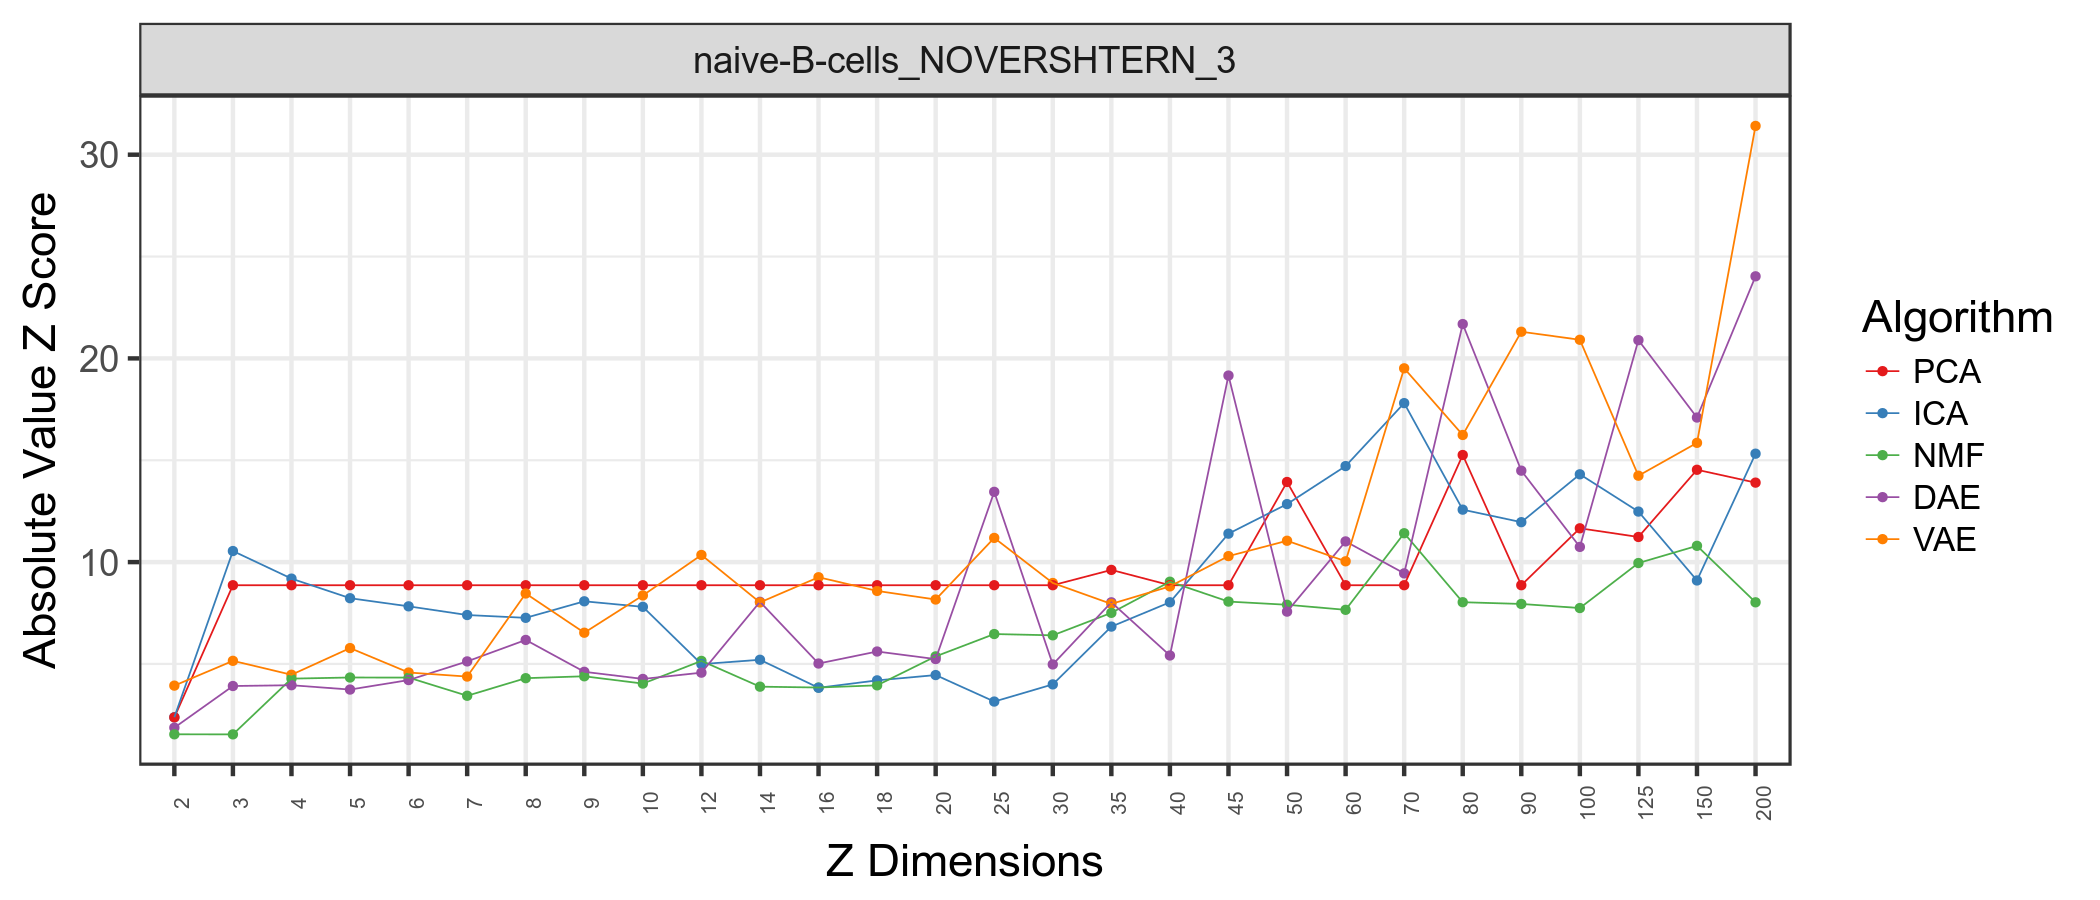 naive-B-cells_NOVERSHTERN_3
Absolute Value Z Score
30
20
10
2 3 4 5 6 7 8 9 10 12 14 16 18 20 25 30 35 40 45 50 60 70 80 90 100 125 150 200
Z Dimensions
Algorithm
PCA
ICA
NMF
DAE
VAE